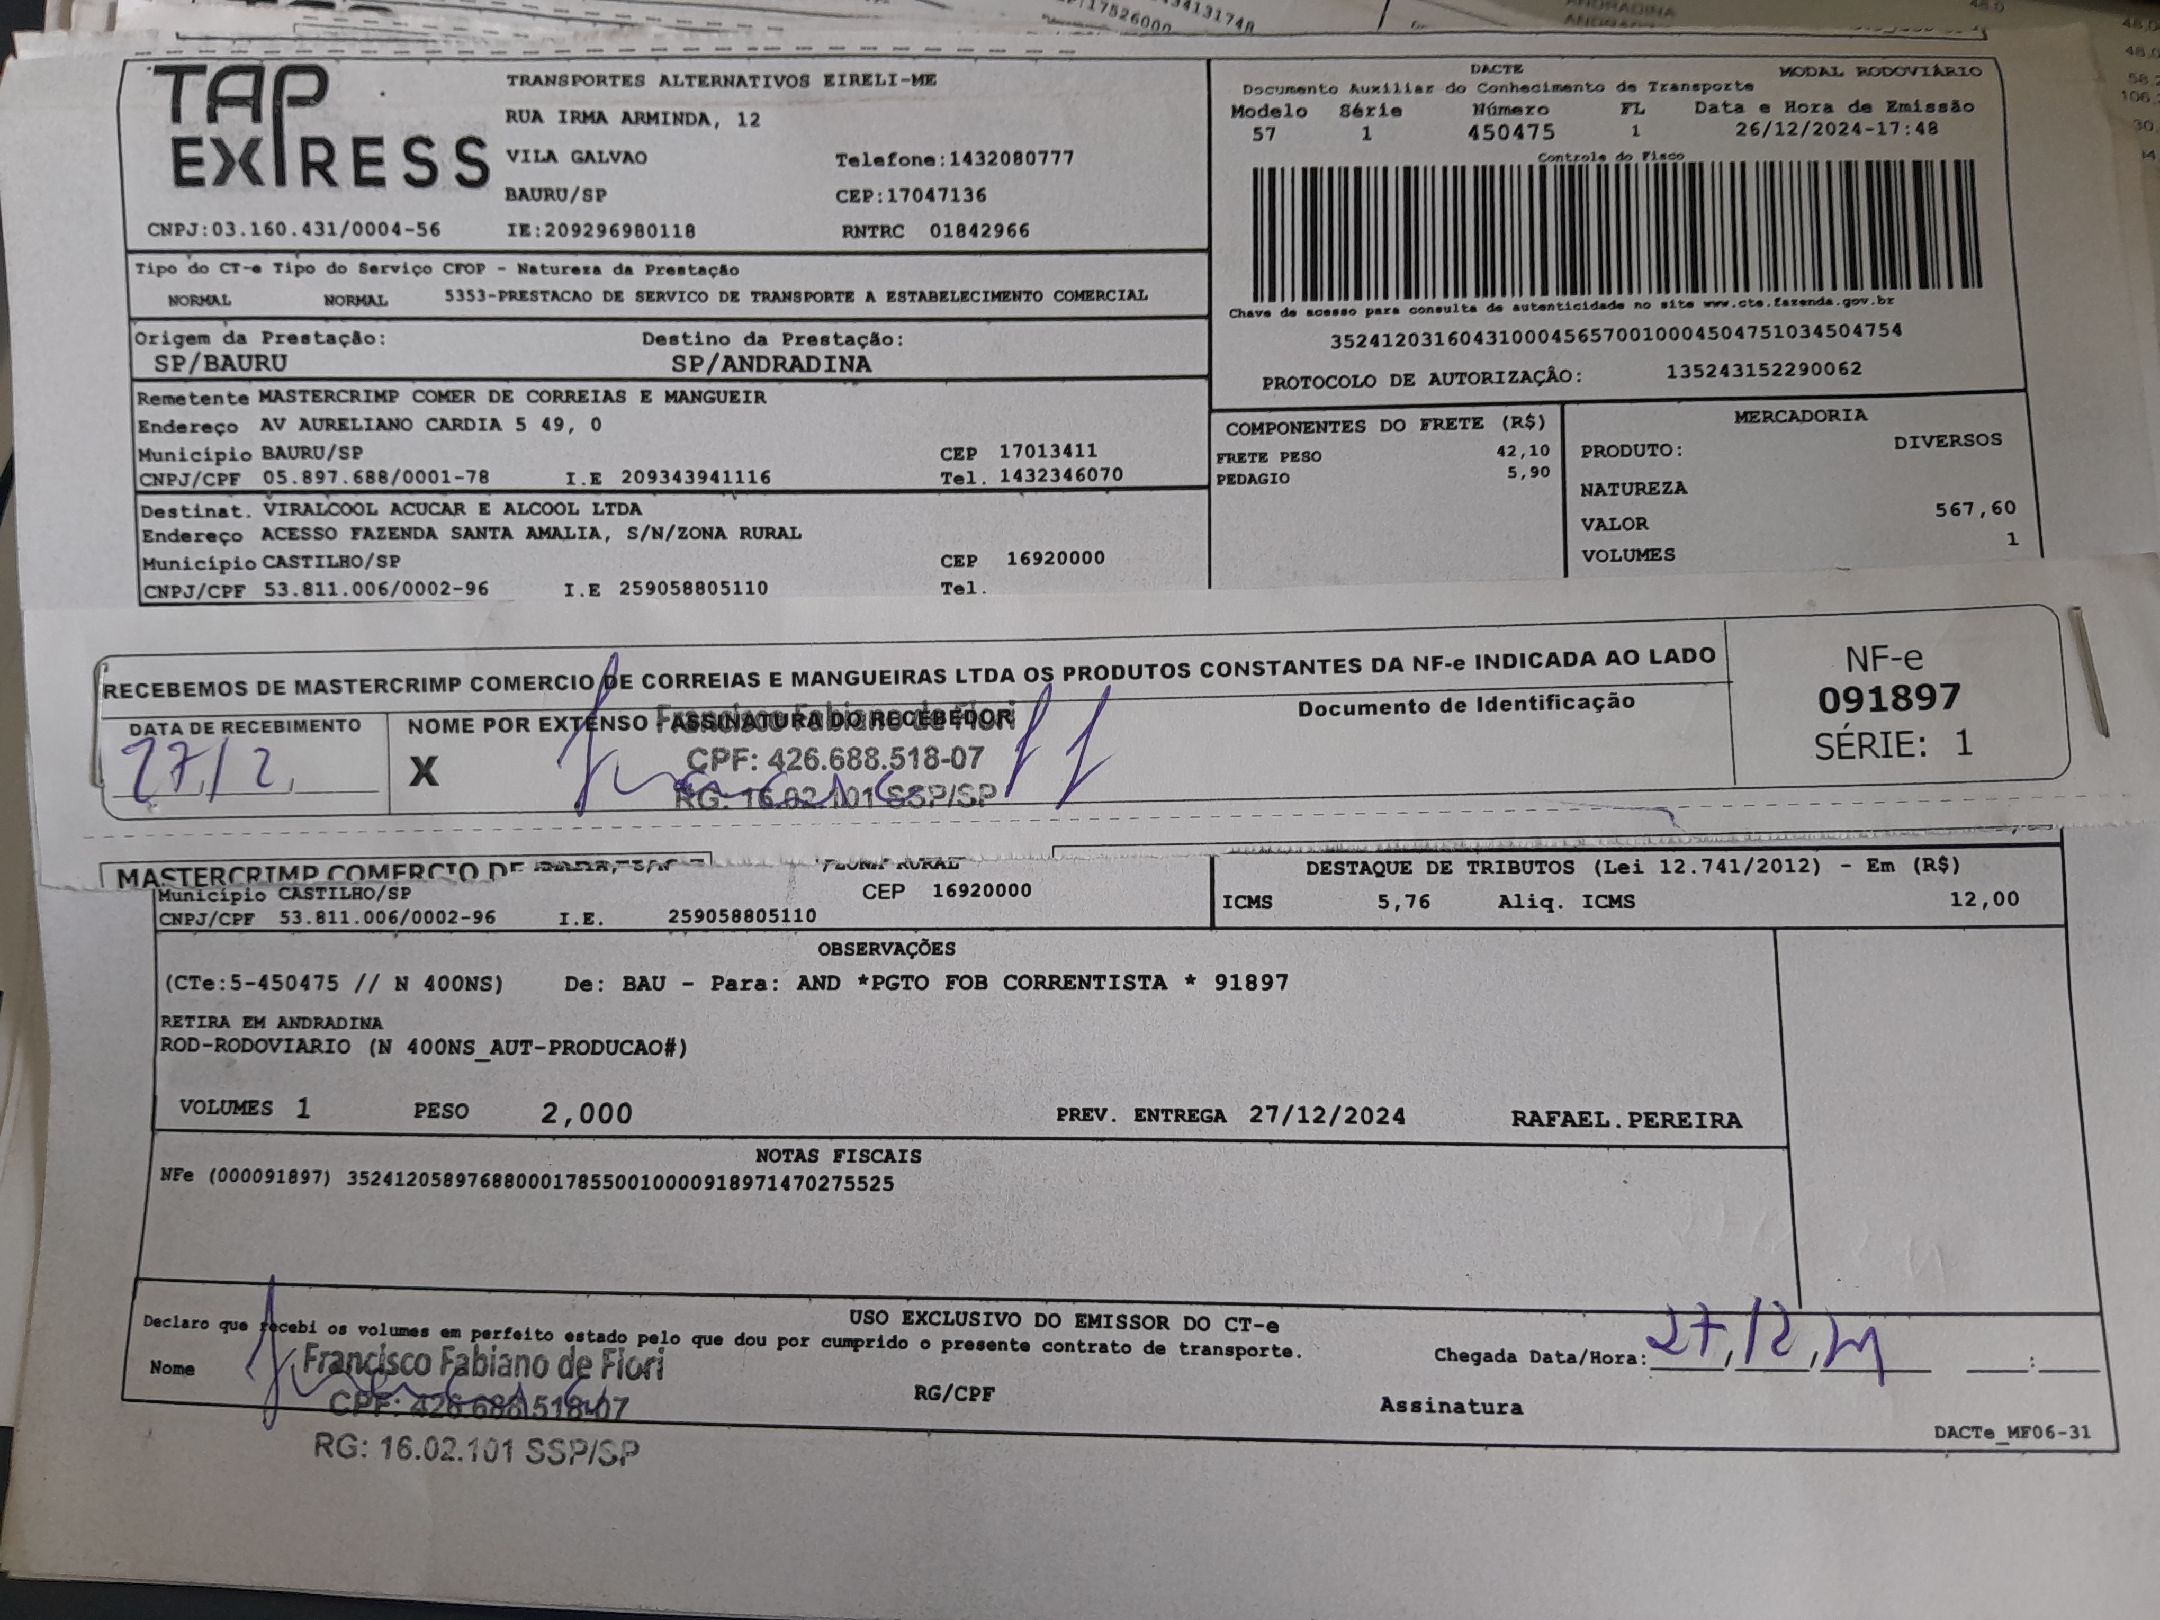 TAP EXPRESS
TRANSPORTES ALTERNATIVOS EIRELI-ME
RUA IRMA ARMINDA, 12
VILA GALVAO Telefone:1432080777
BAURU/SP CEP:17047136
CNPJ:03.160.431/0004-56 IE:209296980118 RNTRC 01842966
DACTE MODAL RODOVIÁRIO
Documento Auxiliar do Conhecimento de Transporte
Modelo Série Número FL Data e Hora de Emissão
57 1 450475 1 26/12/2024-17:48
Controle do Fisco
Chave de acesso para consulta de autenticidade no site www.cte.fazenda.gov.br
35241203160431000456570010004504751034504754
PROTOCOLO DE AUTORIZAÇÃO: 135243152290062
Tipo do CT-e Tipo do Serviço CFOP - Natureza da Prestação
NORMAL NORMAL 5353-PRESTACAO DE SERVICO DE TRANSPORTE A ESTABELECIMENTO COMERCIAL
Origem da Prestação: Destino da Prestação:
SP/BAURU SP/ANDRADINA
Remetente MASTERCRIMP COMER DE CORREIAS E MANGUEIR
Endereço AV AURELIANO CARDIA 5 49, 0
Município BAURU/SP CEP 17013411
CNPJ/CPF 05.897.688/0001-78 I.E 209343941116 Tel. 1432346070
Destinat. VIRALCOOL ACUCAR E ALCOOL LTDA
Endereço ACESSO FAZENDA SANTA AMALIA, S/N/ZONA RURAL
Município CASTILHO/SP CEP 16920000
CNPJ/CPF 53.811.006/0002-96 I.E 259058805110 Tel.
COMPONENTES DO FRETE (R$)
FRETE PESO 42,10
PEDAGIO 5,90
MERCADORIA
PRODUTO: DIVERSOS
NATUREZA
VALOR 567,60
VOLUMES 1
RECEBEMOS DE MASTERCRIMP COMERCIO DE CORREIAS E MANGUEIRAS LTDA OS PRODUTOS CONSTANTES DA NF-e INDICADA AO LADO
DATA DE RECEBIMENTO NOME POR EXTENSO - ASSINATURA DO RECEBEDOR Documento de Identificação
27/12
X
Francisco Fabiano de Fiori
CPF: 426.688.518-07
RG: 16.02.101 SSP/SP
NF-e
091897
SÉRIE: 1
MASTERCRIMP COMERCIO DE
Município CASTILHO/SP CEP 16920000
CNPJ/CPF 53.811.006/0002-96 I.E. 259058805110
DESTAQUE DE TRIBUTOS (Lei 12.741/2012) - Em (R$)
ICMS 5,76 Aliq. ICMS 12,00
OBSERVAÇÕES
(CTe:5-450475 // N 400NS) De: BAU - Para: AND *PGTO FOB CORRENTISTA * 91897
RETIRA EM ANDRADINA
ROD-RODOVIARIO (N 400NS_AUT-PRODUCAO#)
VOLUMES 1 PESO 2,000 PREV. ENTREGA 27/12/2024 RAFAEL.PEREIRA
NOTAS FISCAIS
NFe (000091897) 35241205897688000178550010000918971470275525
USO EXCLUSIVO DO EMISSOR DO CT-e
Declaro que recebi os volumes em perfeito estado pelo que dou por cumprido o presente contrato de transporte.
Chegada Data/Hora: 27/12/24 :
Nome Francisco Fabiano de Fiori
CPF: 426.688.518-07
RG: 16.02.101 SSP/SP
RG/CPF Assinatura
DACTe_MF06-31